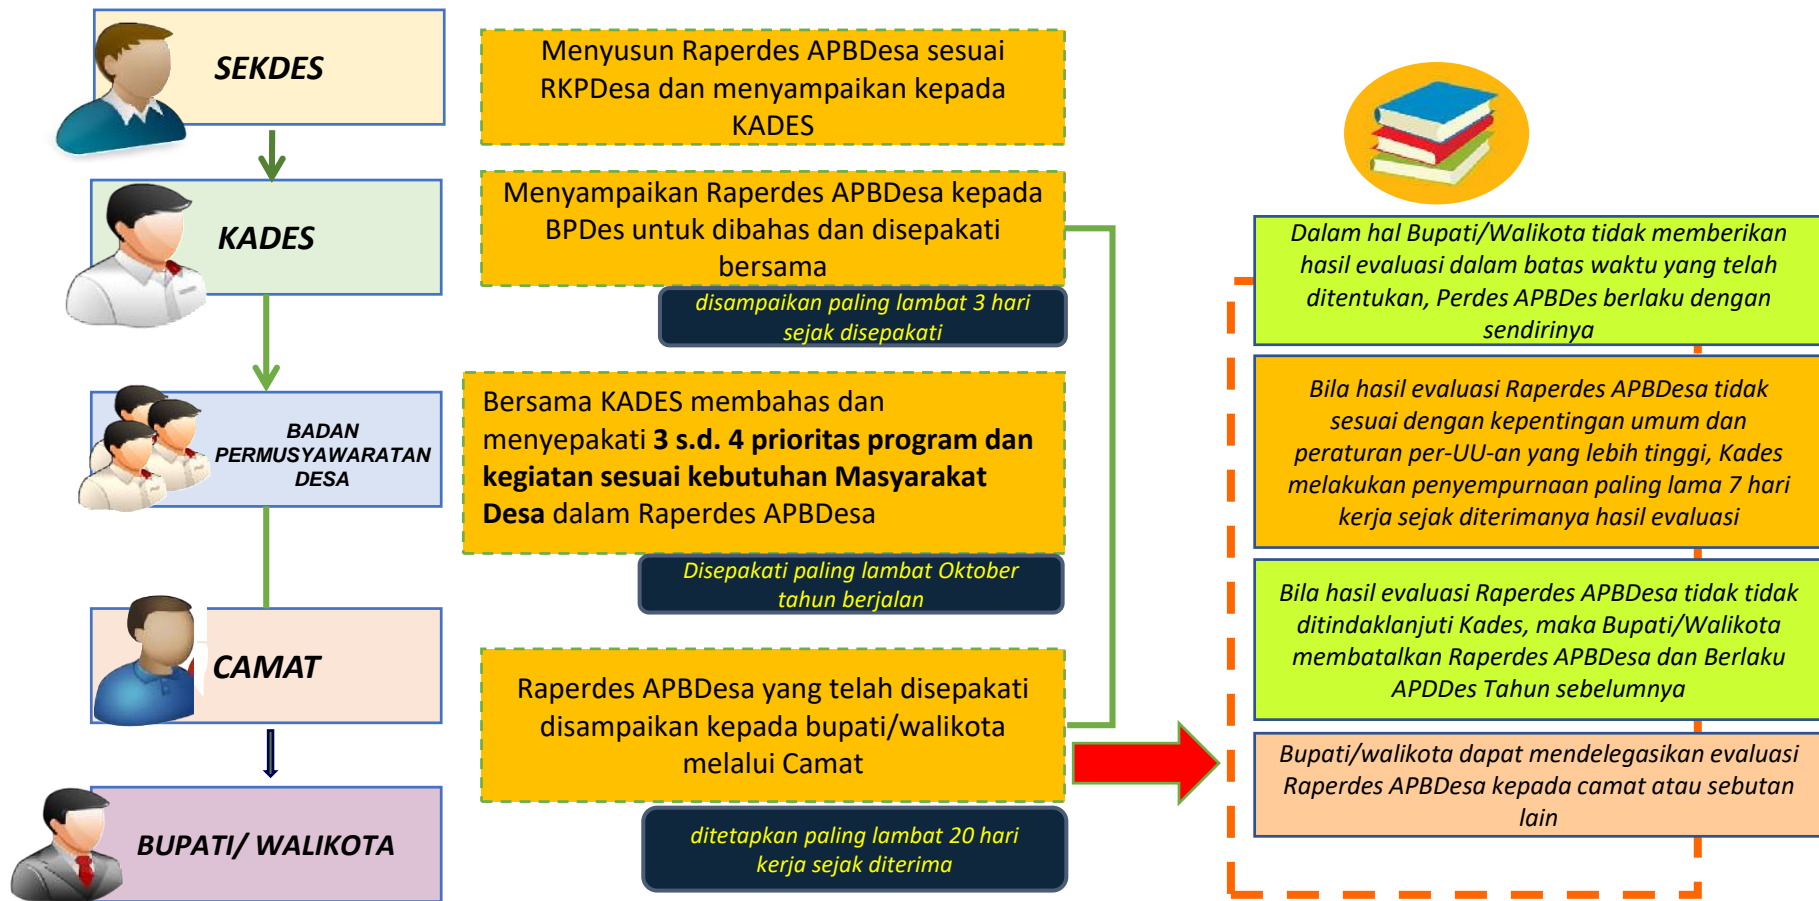 SEKDES
Menyusun Raperdes APBDesa sesuai
RKPDesa dan menyampaikan kepada
KADES
KADES
Menyampaikan Raperdes APBDesa kepada
BPDes untuk dibahas dan disepakati
bersama
disampaikan paling lambat 3 hari
sejak disepakati
BADAN
PERMUSYAWARATAN
DESA
Bersama KADES membahas dan
menyepakati 3 s.d. 4 prioritas program dan
kegiatan sesuai kebutuhan Masyarakat
Desa dalam Raperdes APBDesa
Disepakati paling lambat Oktober
tahun berjalan
CAMAT
Raperdes APBDesa yang telah disepakati
disampaikan kepada bupati/walikota
melalui Camat
BUPATI/ WALIKOTA
ditetapkan paling lambat 20 hari
kerja sejak diterima
Dalam hal Bupati/Walikota tidak memberikan
hasil evaluasi dalam batas waktu yang telah
ditentukan, Perdes APBDes berlaku dengan
sendirinya
Bila hasil evaluasi Raperdes APBDesa tidak
sesuai dengan kepentingan umum dan
peraturan per-UU-an yang lebih tinggi, Kades
melakukan penyempurnaan paling lama 7 hari
kerja sejak diterimanya hasil evaluasi
Bila hasil evaluasi Raperdes APBDesa tidak tidak
ditindaklanjuti Kades, maka Bupati/Walikota
membatalkan Raperdes APBDesa dan Berlaku
APDDes Tahun sebelumnya
Bupati/walikota dapat mendelegasikan evaluasi
Raperdes APBDesa kepada camat atau sebutan
lain